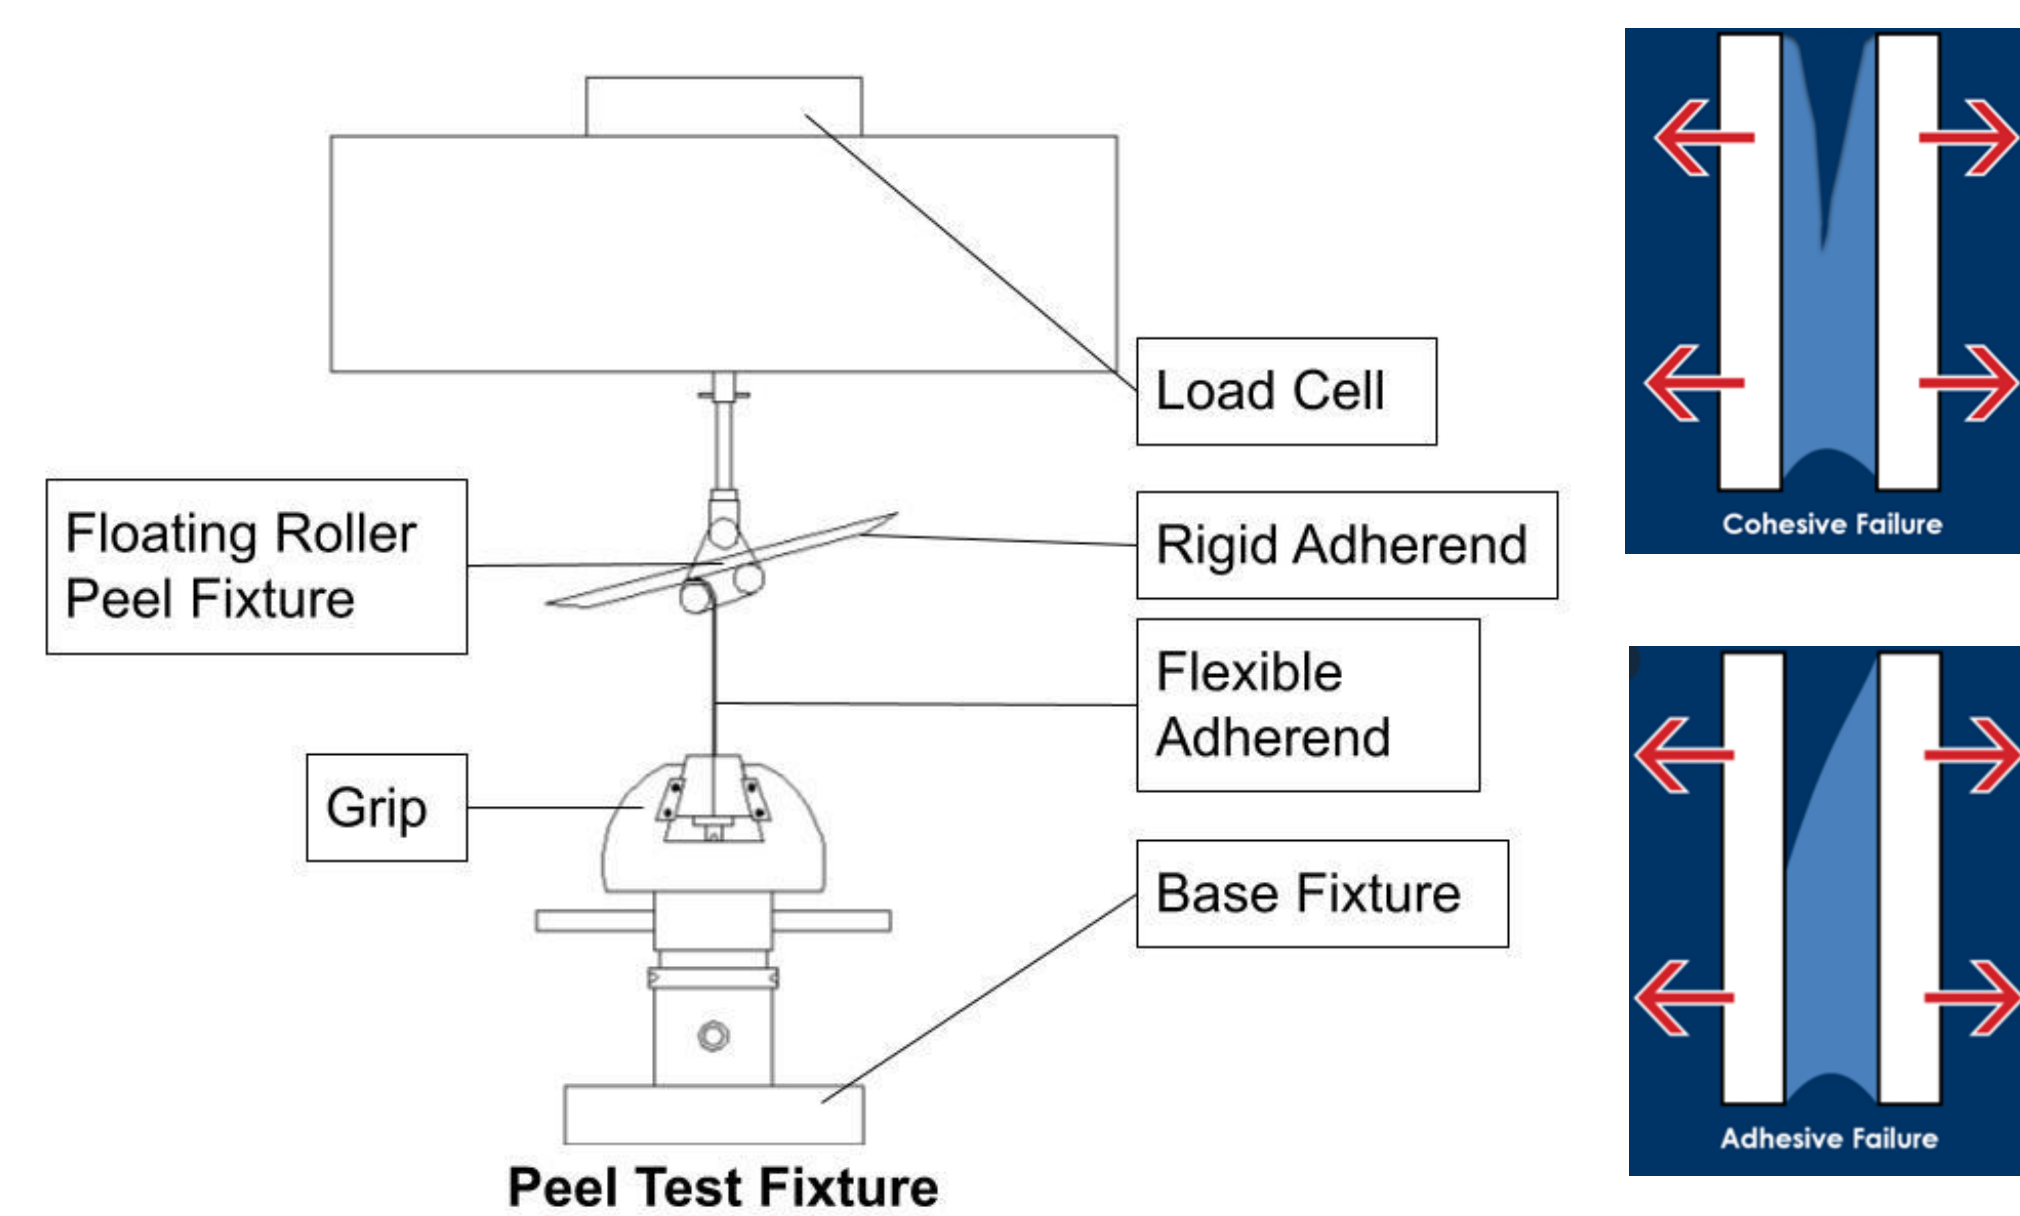 Load Cell
Floating Roller
Peel Fixture
Rigid Adherend
Flexible
Adherend
Grip
Base Fixture
Peel Test Fixture
Cohesive Failure
Adhesive Failure